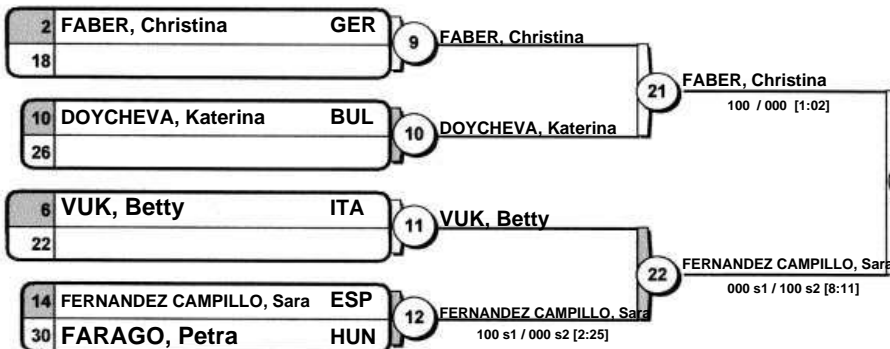 2 FABER, Christina GER
18
9 FABER, Christina
10 DOYCHEVA, Katerina BUL
26
10 DOYCHEVA, Katerina
21 FABER, Christina
100 / 000 [1:02]
6 VUK, Betty ITA
22
11 VUK, Betty
14 FERNANDEZ CAMPILLO, Sara ESP
30 FARAGO, Petra HUN
12 FERNANDEZ CAMPILLO, Sara
100 s1 / 000 s2 [2:25]
22 FERNANDEZ CAMPILLO, Sara
000 s1 / 100 s2 [8:11]